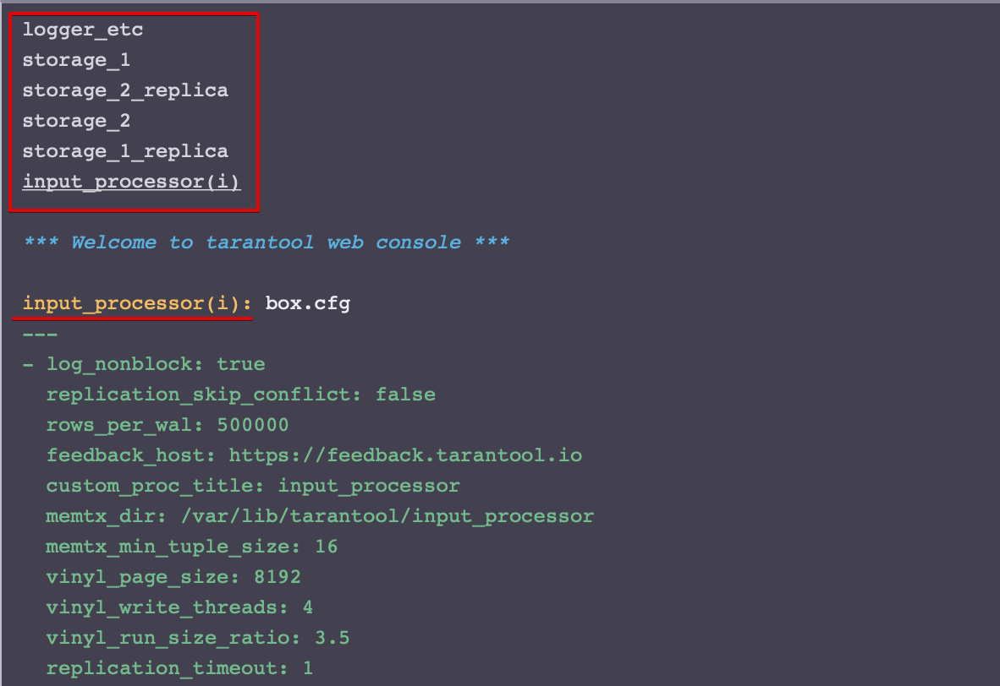 logger_etc
storage_1
storage_2_replica
storage_2
storage_1_replica
input_processor(i)
*** Welcome to tarantool web console ***
input_processor(i): box.cfg
---
- log_nonblock: true
replication_skip_conflict: false
rows_per_wal: 500000
feedback_host: https://feedback.tarantool.io
custom_proc_title: input_processor
memtx_dir: /var/lib/tarantool/input_processor
memtx_min_tuple_size: 16
vinyl_page_size: 8192
vinyl_write_threads: 4
vinyl_run_size_ratio: 3.5
replication_timeout: 1